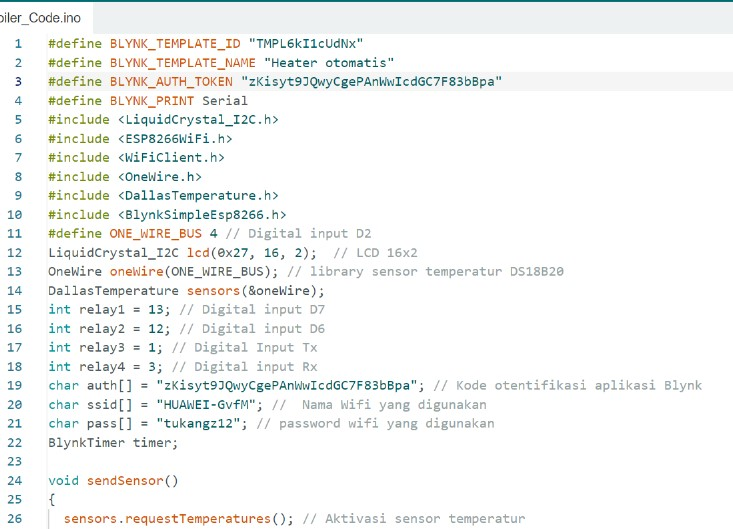 piler_Code.ino
1 #define BLYNK_TEMPLATE_ID "TMPL6kI1cUdNx"
2 #define BLYNK_TEMPLATE_NAME "Heater otomatis"
3 #define BLYNK_AUTH_TOKEN "zKisyt9JQwyCgePAnWwIcdGC7F83bBpa"
4 #define BLYNK_PRINT Serial
5 #include <LiquidCrystal_I2C.h>
6 #include <ESP8266WiFi.h>
7 #include <WiFiClient.h>
8 #include <OneWire.h>
9 #include <DallasTemperature.h>
10 #include <BlynkSimpleEsp8266.h>
11 #define ONE_WIRE_BUS 4 // Digital input D2
12 LiquidCrystal_I2C lcd(0x27, 16, 2);  // LCD 16x2
13 OneWire oneWire(ONE_WIRE_BUS); // library sensor temperatur DS18B20
14 DallasTemperature sensors(&oneWire);
15 int relay1 = 13; // Digital input D7
16 int relay2 = 12; // Digital input D6
17 int relay3 = 1; // Digital Input Tx
18 int relay4 = 3; // Digital input Rx
19 char auth[] = "zKisyt9JQwyCgePAnWwIcdGC7F83bBpa"; // Kode otentifikasi aplikasi Blynk
20 char ssid[] = "HUAWEI-GvfM"; //  Nama Wifi yang digunakan
21 char pass[] = "tukangz12"; // password wifi yang digunakan
22 BlynkTimer timer;
23
24 void sendSensor()
25 {
26   sensors.requestTemperatures(); // Aktivasi sensor temperatur